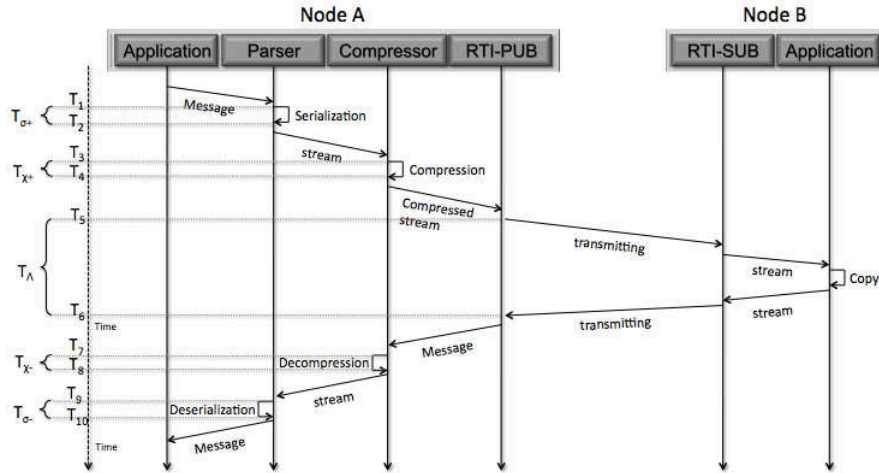 Node A
Node B
Application
Parser
Compressor
RTI-PUB
RTI-SUB
Application
Message
T1
Tσ+
Serialization
T2
stream
T3
Tχ+
Compression
T4
Compressed
stream
T5
transmitting
stream
TΛ
Copy
stream
T6
transmitting
Time
Message
T7
Tχ-
Decompression
T8
stream
T9
Tσ-
Deserialization
T10
Message
Time